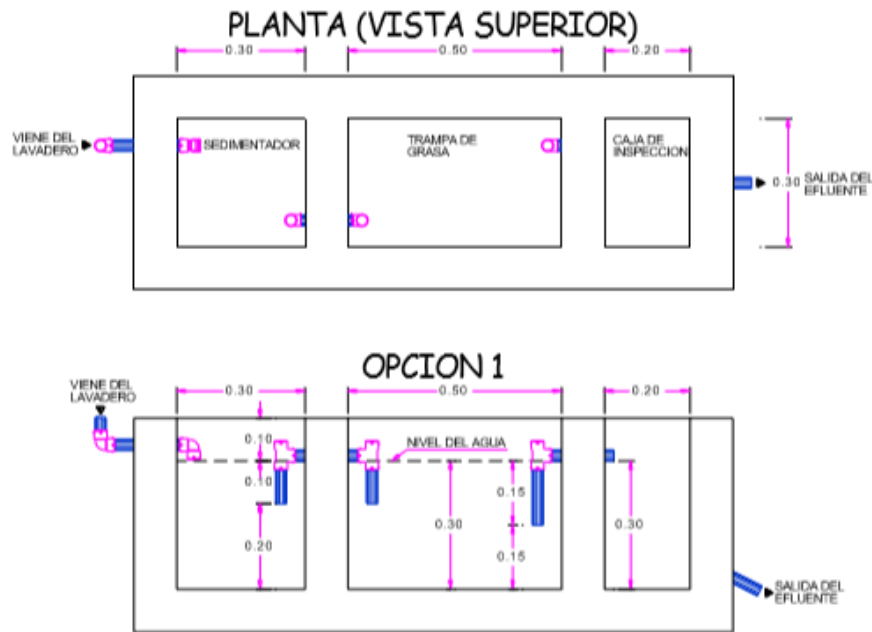 PLANTA (VISTA SUPERIOR)
0.30
0.50
0.20
VIENE DEL
LAVADERO
SEDIMENTADOR
TRAMPA DE
GRASA
CAJA DE
INSPECCION
0.30
SALIDA DEL
EFLUENTE
OPCION 1
VIENE DEL
LAVADERO
0.30
0.50
0.20
0.10
NIVEL DEL AGUA
0.10
0.15
0.20
0.30
0.15
0.30
SALIDA DEL
EFLUENTE